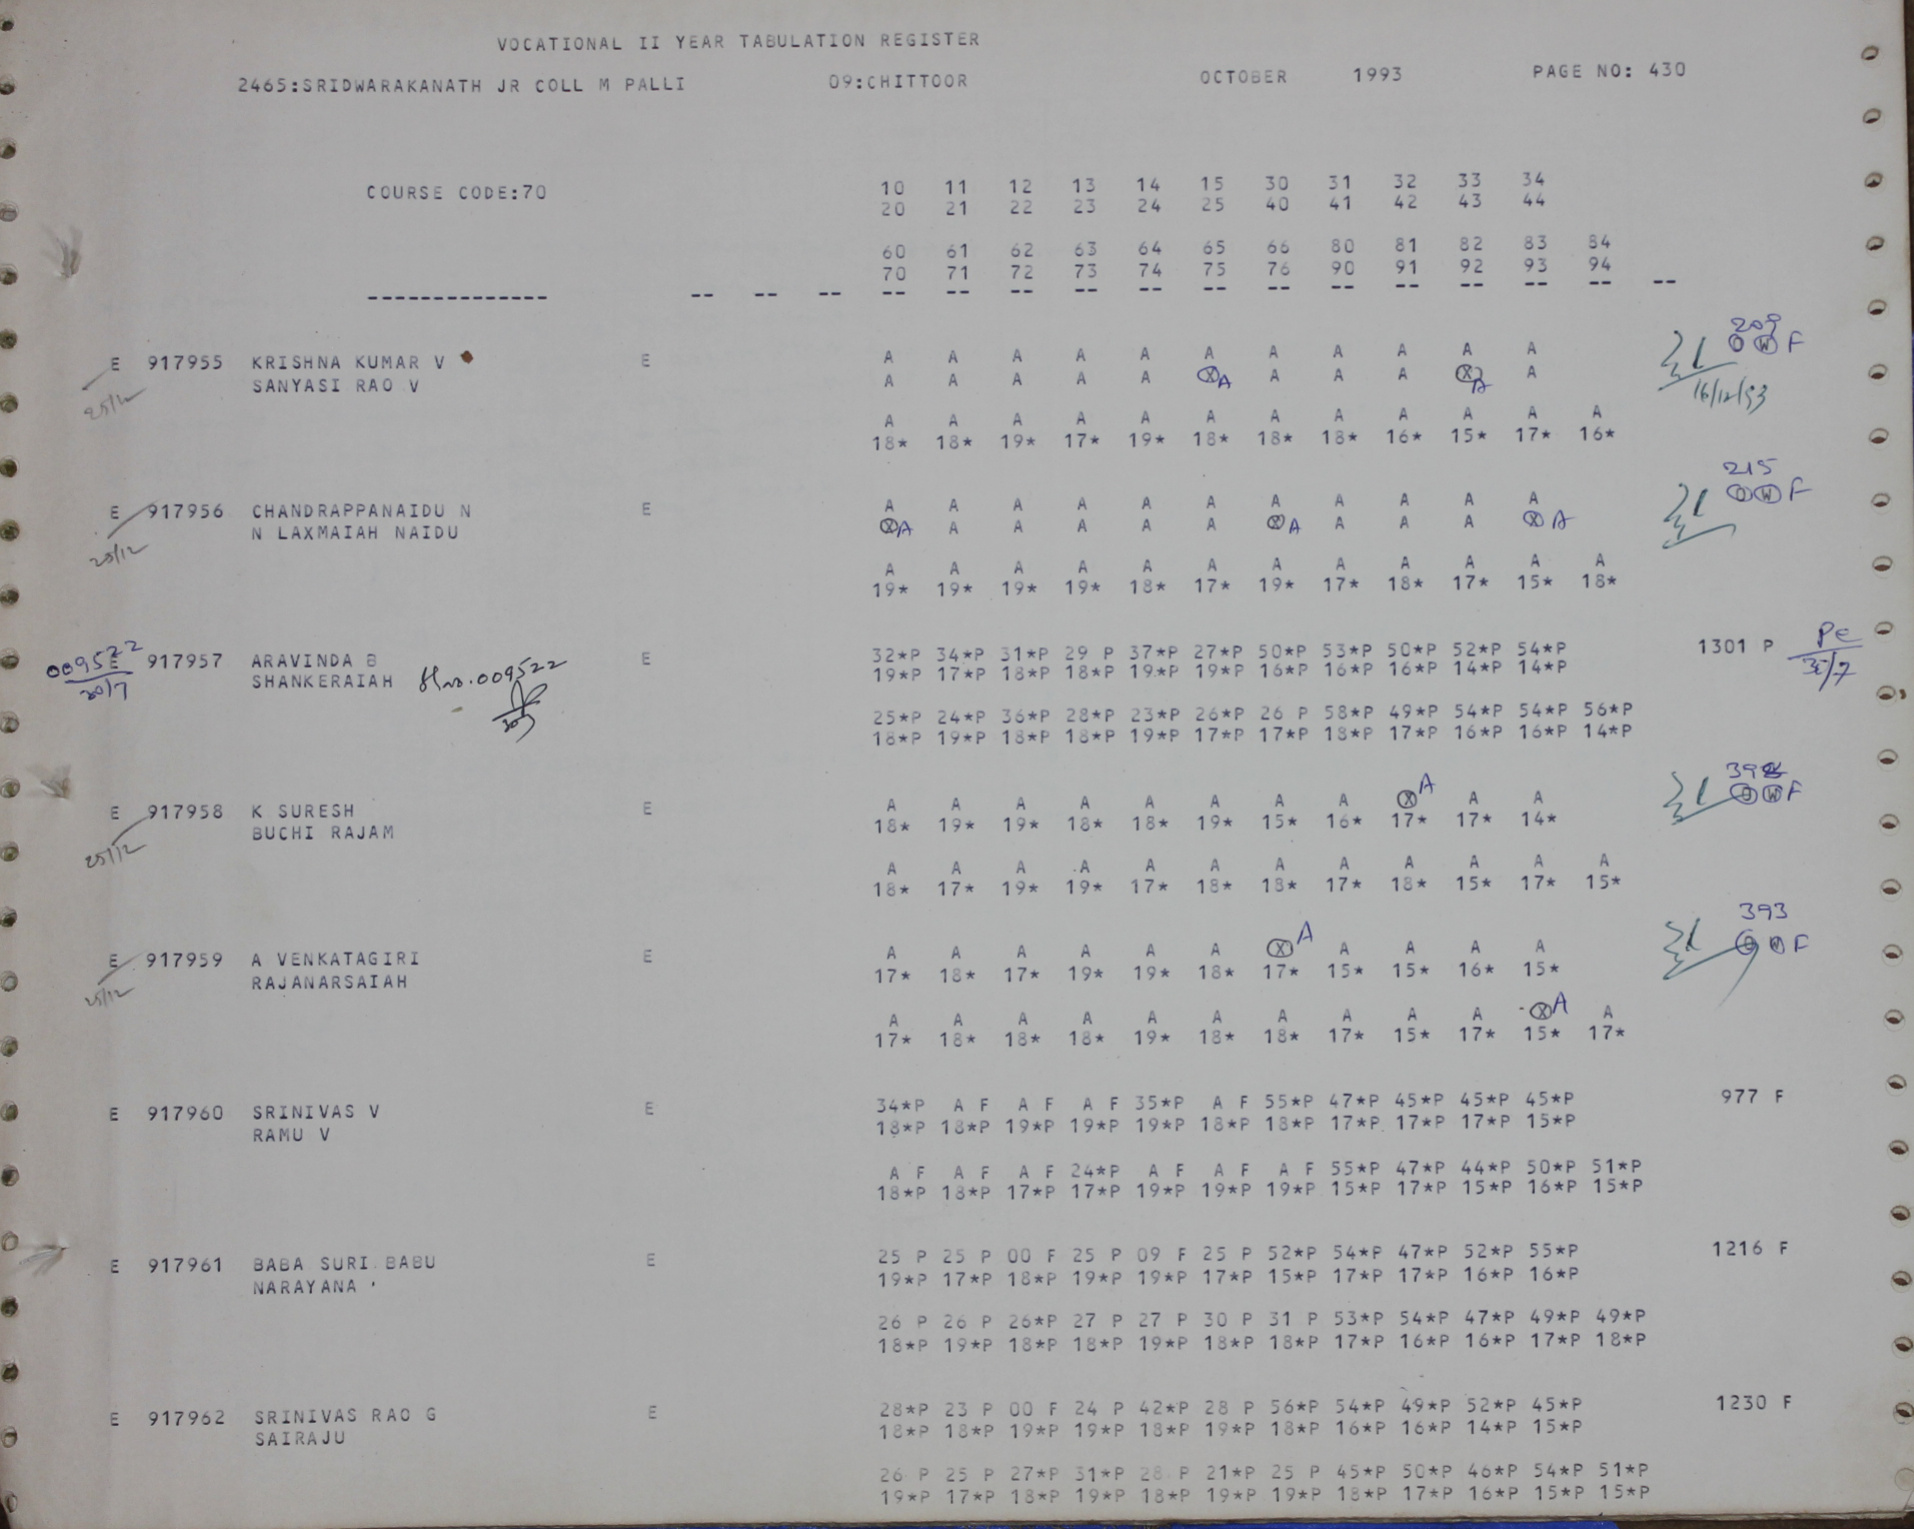 VOCATIONAL II YEAR TABULATION REGISTER
2465:SRIDWARAKANATH JR COLL M PALLI 09:CHITTOOR OCTOBER 1993 PAGE NO: 430
COURSE CODE:70 10 11 12 13 14 15 30 31 32 33 34
20 21 22 23 24 25 40 41 42 43 44
60 61 62 63 64 65 66 80 81 82 83 84
70 71 72 73 74 75 76 90 91 92 93 94
-------------- -- -- -- -- -- -- -- -- -- -- -- -- -- -- -- --
209
E 917955 KRISHNA KUMAR V E A A A A A A A A A A A O W F
25/12 SANYASI RAO V A A A A A X A A A A X A A 16/12/93
A A A A A A A A A A A A
18* 18* 19* 17* 19* 18* 18* 18* 16* 15* 17* 16*
215
E 917956 CHANDRAPPANAIDU N E A A A A A A A A A A A O W F
25/12 N LAXMAIAH NAIDU X A A A A A A X A A A A X A
A A A A A A A A A A A A
19* 19* 19* 19* 18* 17* 19* 17* 18* 17* 15* 18*
009522 E 917957 ARAVINDA B E 32*P 34*P 31*P 29 P 37*P 27*P 50*P 53*P 50*P 52*P 54*P 1301 P
30/7 SHANKERAIAH 009522 19*P 17*P 18*P 18*P 19*P 19*P 16*P 16*P 16*P 14*P 14*P
25*P 24*P 36*P 28*P 23*P 26*P 26 P 58*P 49*P 54*P 54*P 56*P
18*P 19*P 18*P 18*P 19*P 17*P 17*P 18*P 17*P 16*P 16*P 14*P
E 917958 K SURESH E A A A A A A A A X A A A O W F
25/12 BUCHI RAJAM 18* 19* 19* 18* 18* 19* 15* 16* 17* 17* 14*
A A A A A A A A A A A A
18* 17* 19* 19* 17* 18* 18* 17* 18* 15* 17* 15*
393
E 917959 A VENKATAGIRI E A A A A A A X A A A A A O W F
25/12 RAJANARSAIAH 17* 18* 17* 19* 19* 18* 17* 15* 15* 16* 15*
A A A A A A A A A A X A A
17* 18* 18* 18* 19* 18* 18* 17* 15* 17* 15* 17*
E 917960 SRINIVAS V E 34*P A F A F A F 35*P A F 55*P 47*P 45*P 45*P 45*P 977 F
RAMU V 18*P 18*P 19*P 19*P 19*P 18*P 18*P 17*P 17*P 17*P 15*P
A F A F A F 24*P A F A F A F 55*P 47*P 44*P 50*P 51*P
18*P 18*P 17*P 17*P 19*P 19*P 19*P 15*P 17*P 15*P 16*P 15*P
E 917961 BABA SURI BABU E 25 P 25 P 00 F 25 P 09 F 25 P 52*P 54*P 47*P 52*P 55*P 1216 F
NARAYANA 19*P 17*P 18*P 19*P 19*P 17*P 15*P 17*P 17*P 16*P 16*P
26 P 26 P 26*P 27 P 27 P 30 P 31 P 53*P 54*P 47*P 49*P 49*P
18*P 19*P 18*P 18*P 19*P 18*P 18*P 17*P 16*P 16*P 17*P 18*P
E 917962 SRINIVAS RAO G E 28*P 23 P 00 F 24 P 42*P 28 P 56*P 54*P 49*P 52*P 45*P 1230 F
SAIRAJU 18*P 18*P 19*P 19*P 18*P 19*P 18*P 16*P 16*P 14*P 15*P
26 P 25 P 27*P 31*P 28 P 21*P 25 P 45*P 50*P 46*P 54*P 51*P
19*P 17*P 18*P 19*P 18*P 19*P 19*P 18*P 17*P 16*P 15*P 15*P